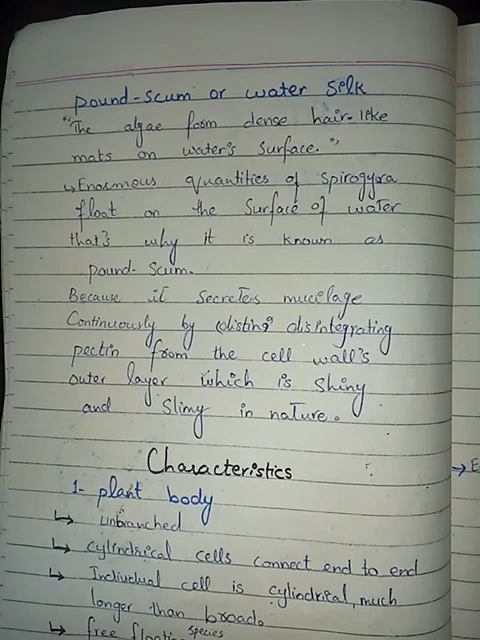 pound-scum or water Silk
"The algae form dense hair-like
mats on water's surface."
↳ Enormous quantities of spirogyra
float on the Surface of water
that's why it is known as
pound-Scum.
Because it secreters mucilage
Continuously by disintegrating
pectin from the cell wall's
outer layer which is Shiny
and Slimy in nature.
Characteristics
1- plant body
↳ unbranched
↳ cylindrical cells connect end to end
↳ Individual cell is cylindrical, much
longer than broad.
↳ free floating species